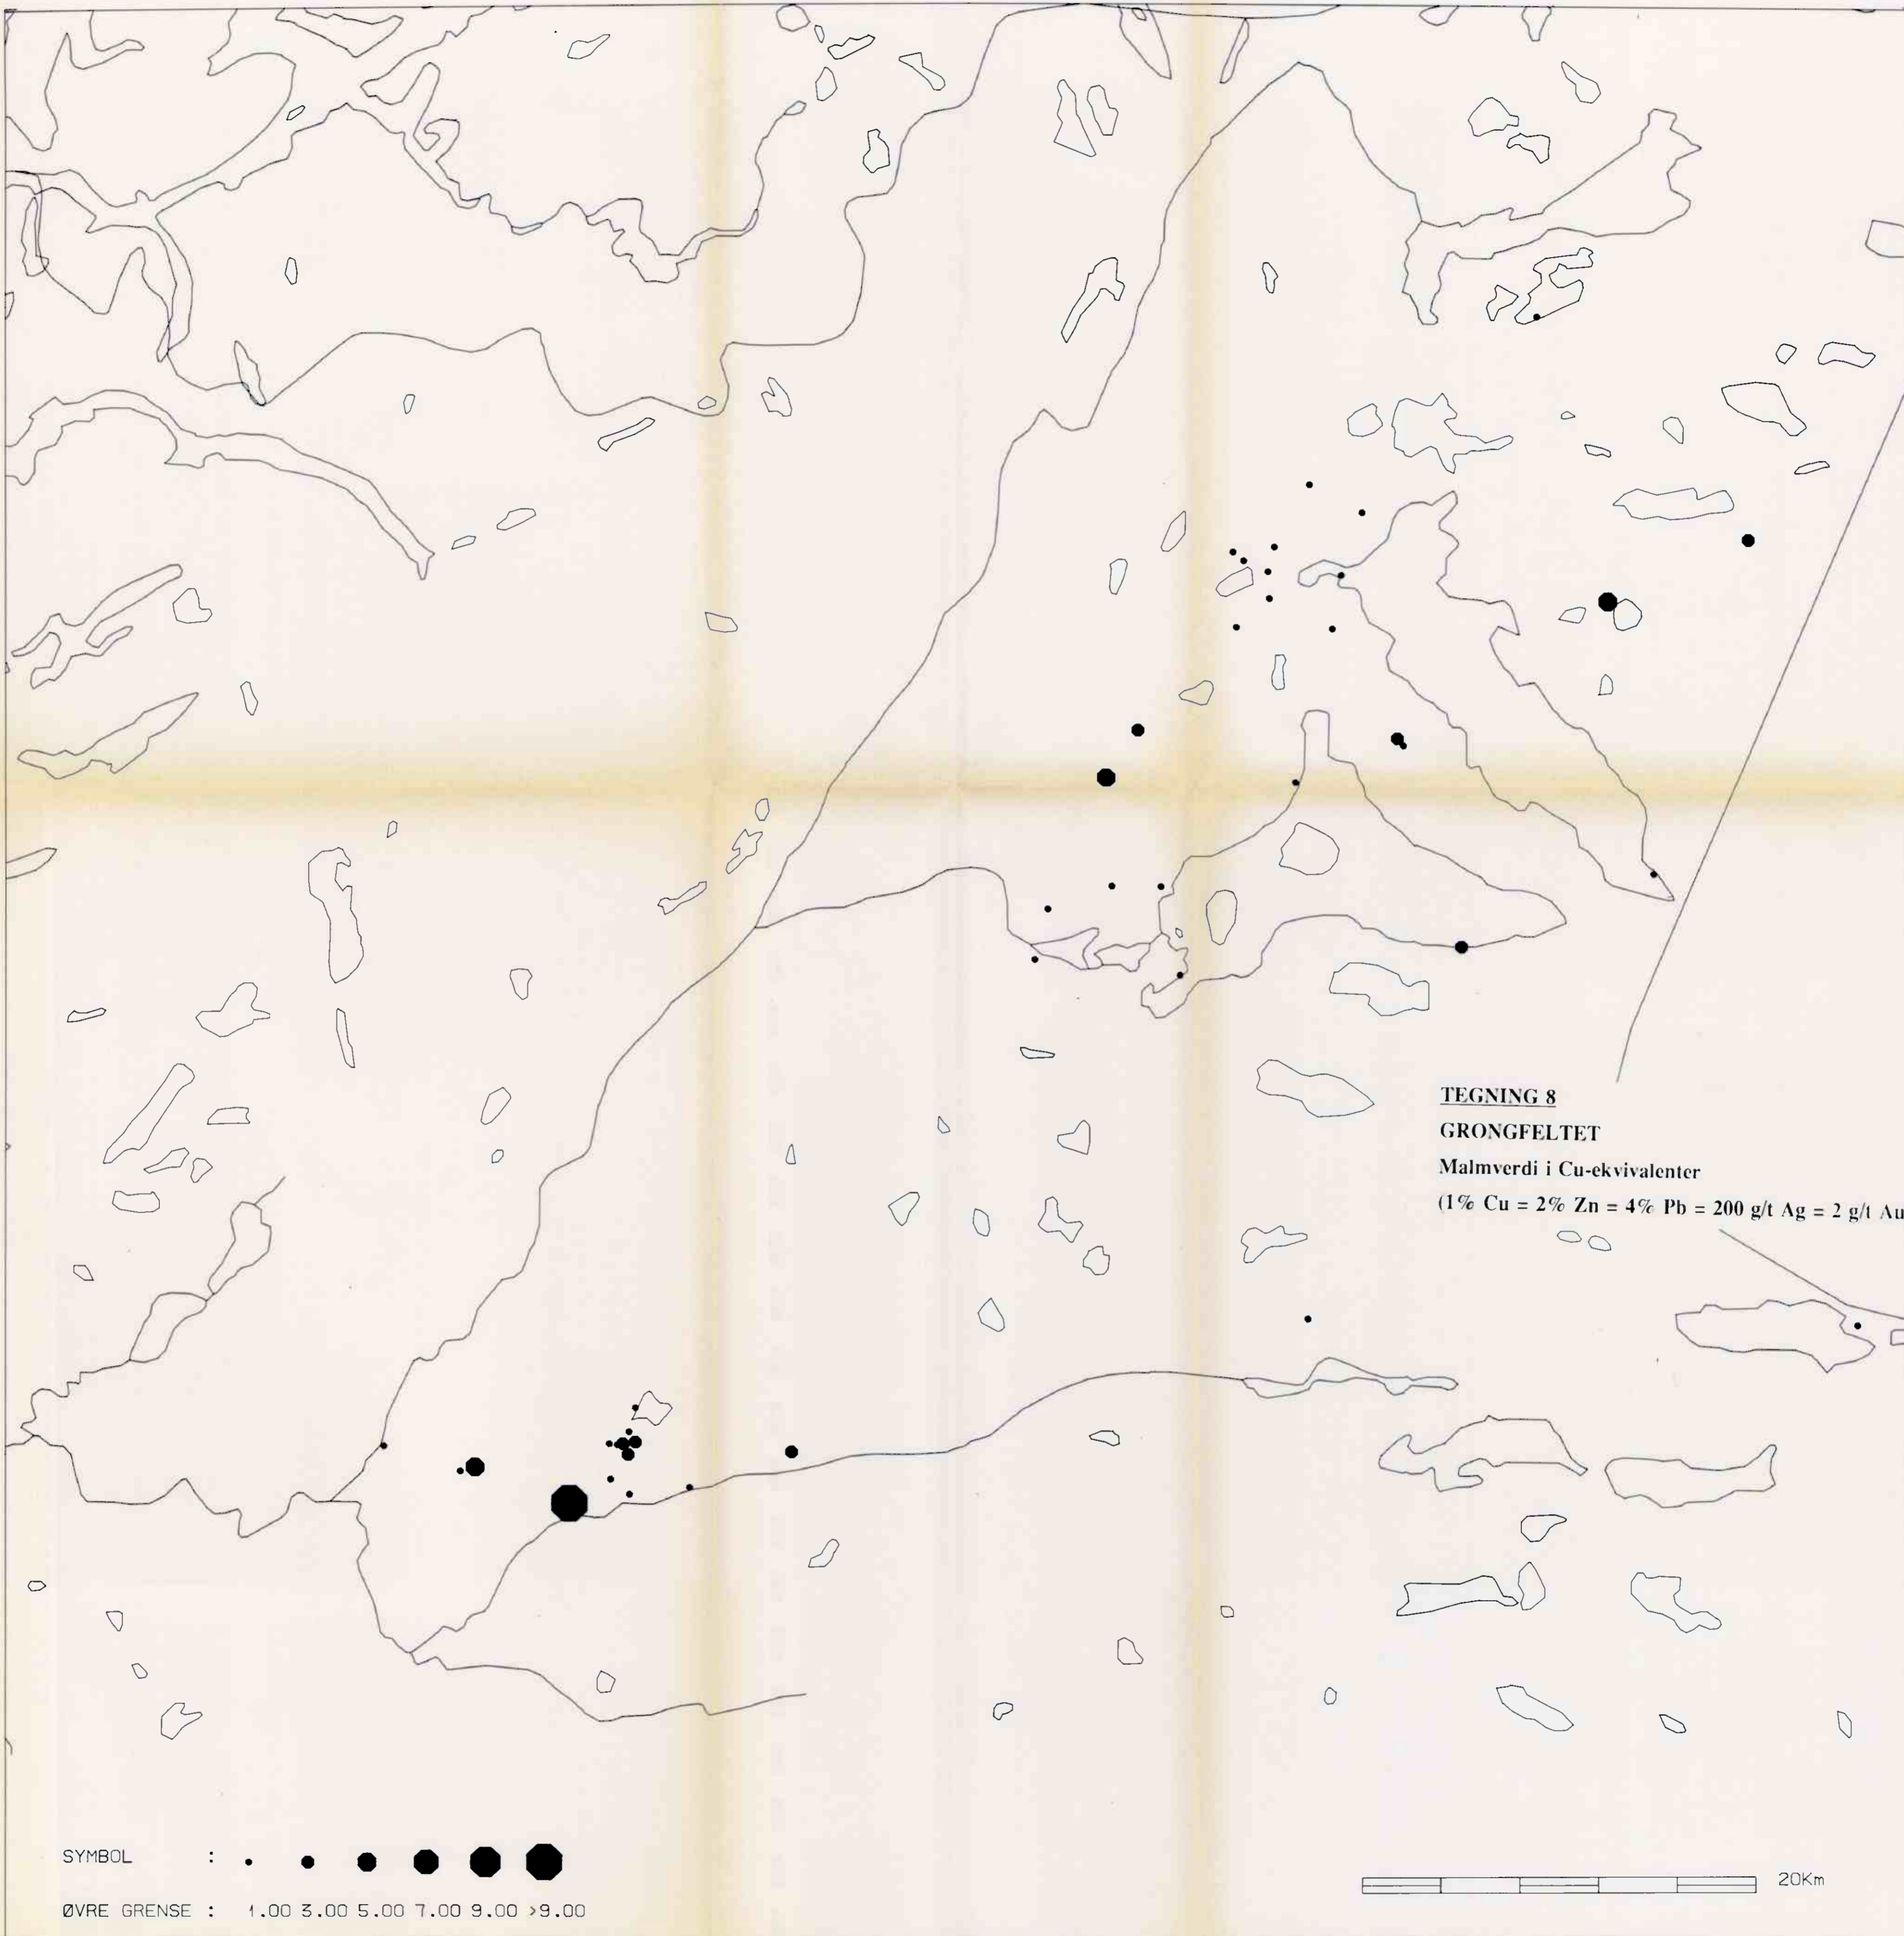 TEGNING 8
GRONGFELTET
Malmverdi i Cu-ekvivalenter
(1% Cu = 2% Zn = 4% Pb = 200 g/t Ag = 2 g/t Au
SYMBOL :
ØVRE GRENSE : 1.00 3.00 5.00 7.00 9.00 >9.00
20Km